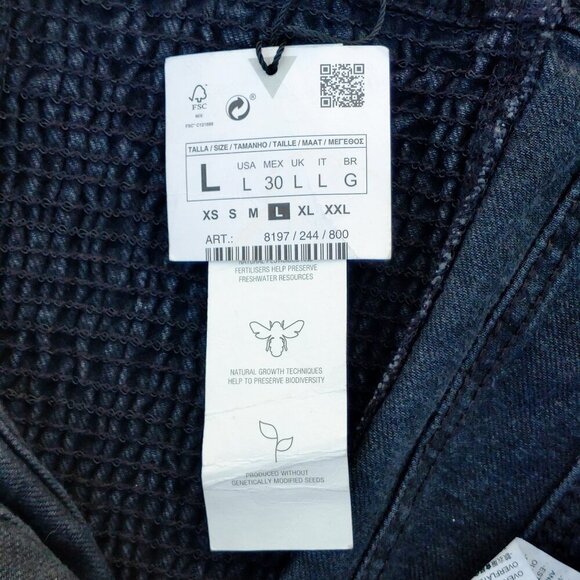 FSC
MIX
FSC® C131888
®
TALLA / SIZE / TAMANHO / TAILLE / MAAT / ΜΕΓΕΘΟΣ
L USA MEX UK IT BR
L 30 L L G
XS S M L XL XXL
ART.: 8197 / 244 / 800
FERTILISERS HELP PRESERVE
FRESHWATER RESOURCES
NATURAL GROWTH TECHNIQUES
HELP TO PRESERVE BIODIVERSITY
PRODUCED WITHOUT
GENETICALLY MODIFIED SEEDS